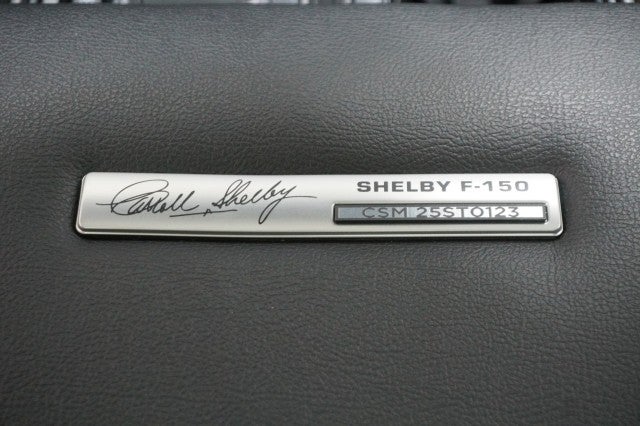 Carroll Shelby
SHELBY F-150
CSM 25ST0123